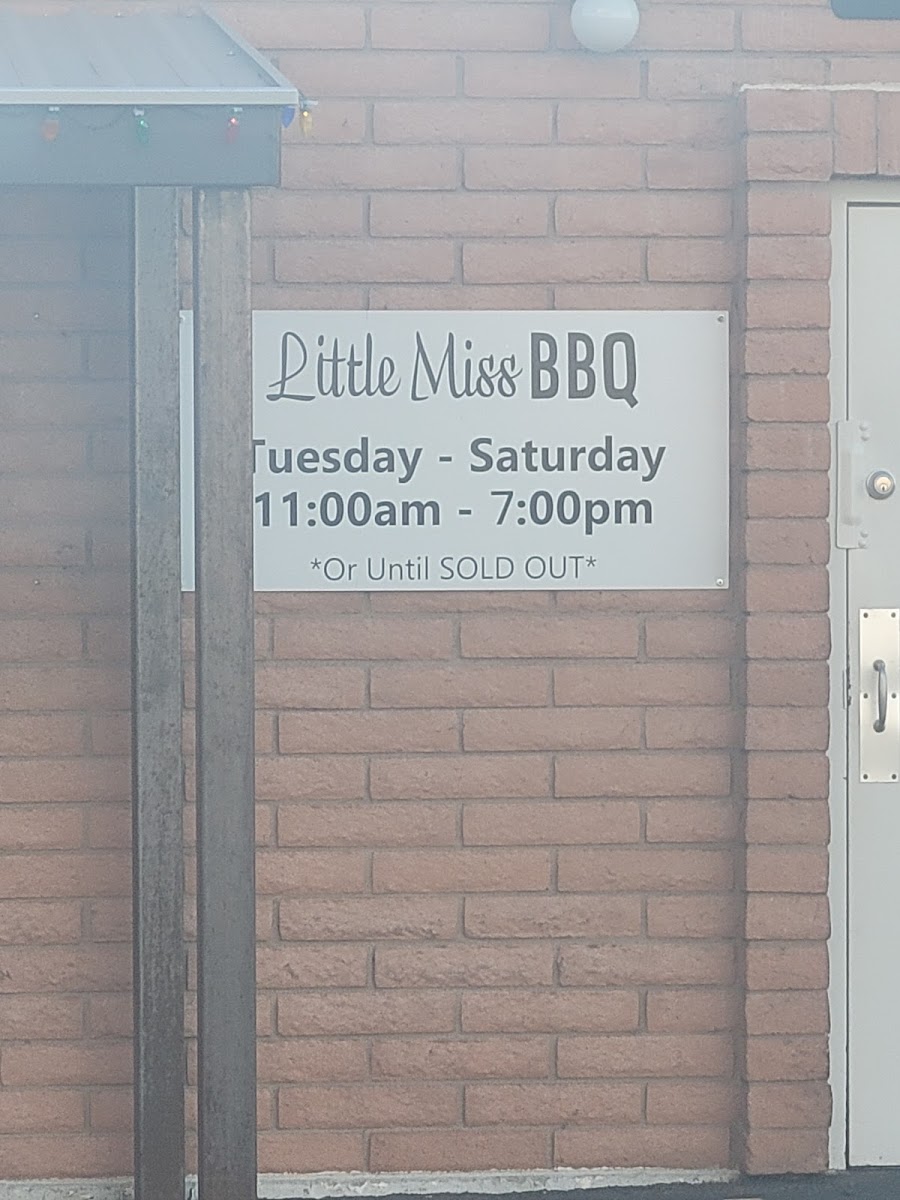 Little Miss BBQ
Tuesday - Saturday
11:00am - 7:00pm
*Or Until SOLD OUT*